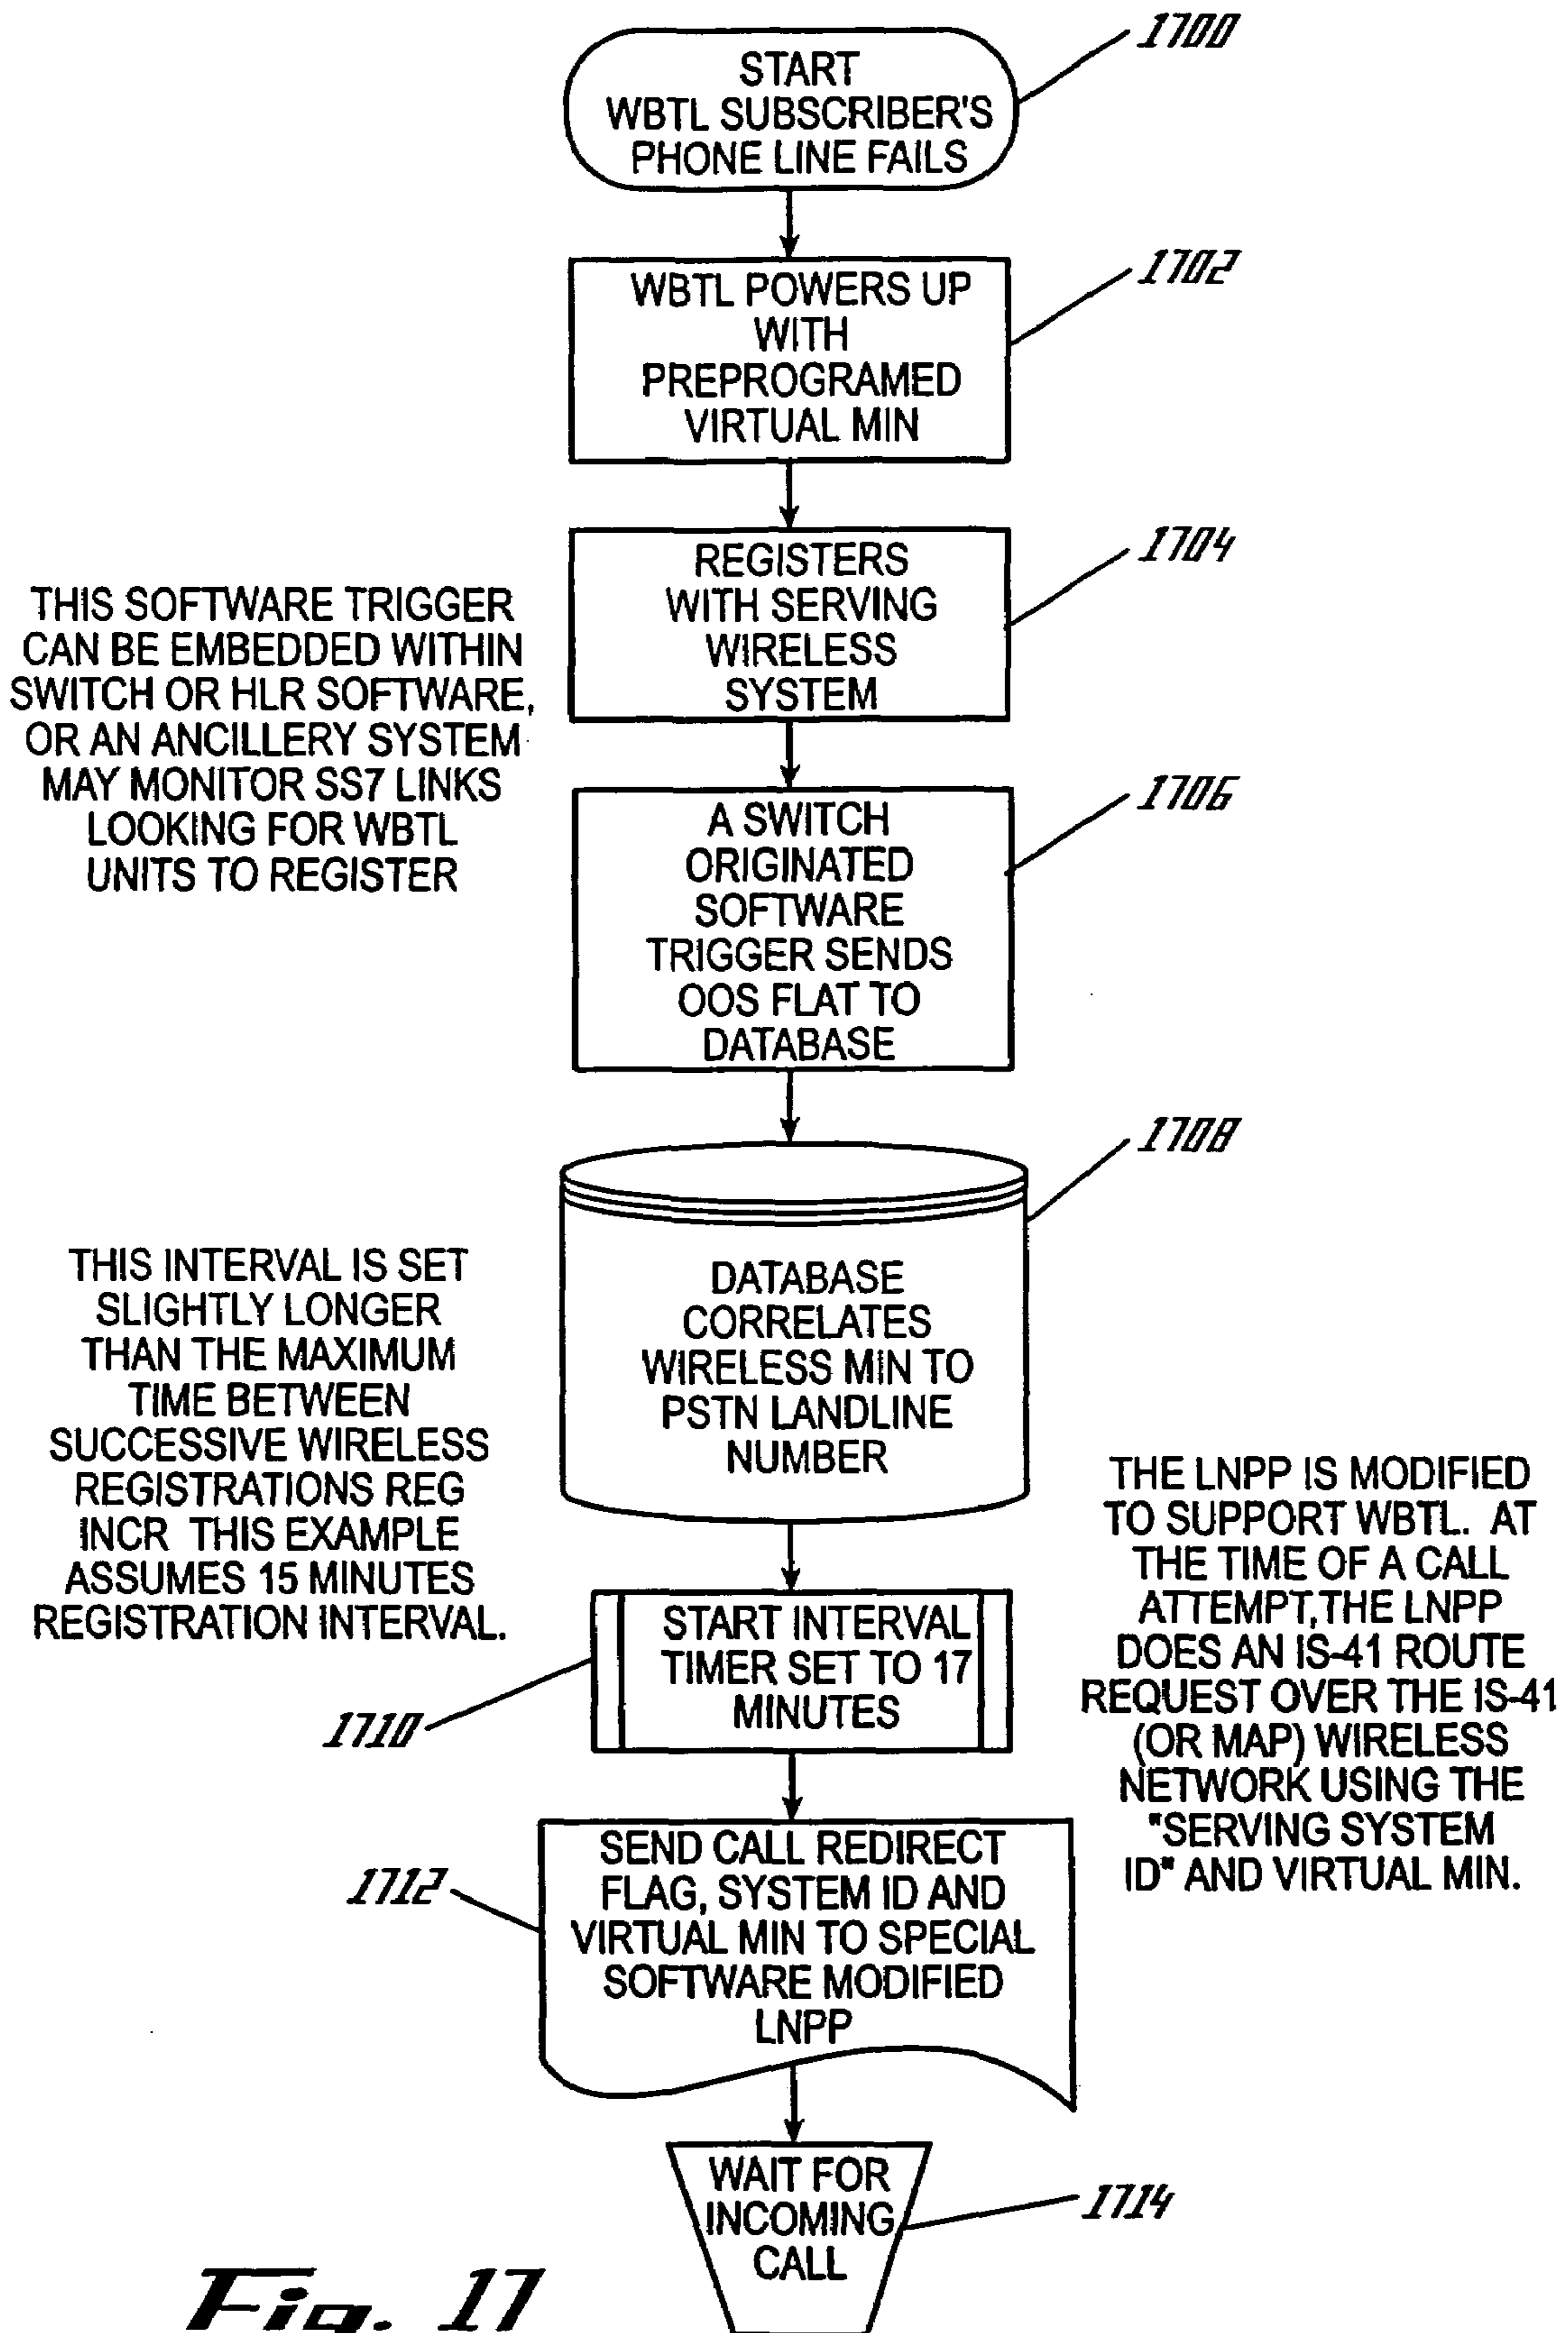 1700
START
WBTL SUBSCRIBER'S
PHONE LINE FAILS
1702
WBTL POWERS UP
WITH
PREPROGRAMED
VIRTUAL MIN
1704
REGISTERS
WITH SERVING
WIRELESS
SYSTEM
THIS SOFTWARE TRIGGER
CAN BE EMBEDDED WITHIN
SWITCH OR HLR SOFTWARE,
OR AN ANCILLERY SYSTEM
MAY MONITOR SS7 LINKS
LOOKING FOR WBTL
UNITS TO REGISTER
1706
A SWITCH
ORIGINATED
SOFTWARE
TRIGGER SENDS
OOS FLAT TO
DATABASE
1708
DATABASE
CORRELATES
WIRELESS MIN TO
PSTN LANDLINE
NUMBER
THIS INTERVAL IS SET
SLIGHTLY LONGER
THAN THE MAXIMUM
TIME BETWEEN
SUCCESSIVE WIRELESS
REGISTRATIONS REG
INCR THIS EXAMPLE
ASSUMES 15 MINUTES
REGISTRATION INTERVAL.
START INTERVAL
TIMER SET TO 17
MINUTES
1710
THE LNPP IS MODIFIED
TO SUPPORT WBTL. AT
THE TIME OF A CALL
ATTEMPT,THE LNPP
DOES AN IS-41 ROUTE
REQUEST OVER THE IS-41
(OR MAP) WIRELESS
NETWORK USING THE
"SERVING SYSTEM
ID" AND VIRTUAL MIN.
1712
SEND CALL REDIRECT
FLAG, SYSTEM ID AND
VIRTUAL MIN TO SPECIAL
SOFTWARE MODIFIED
LNPP
WAIT FOR
INCOMING
CALL
1714
Fig. 17